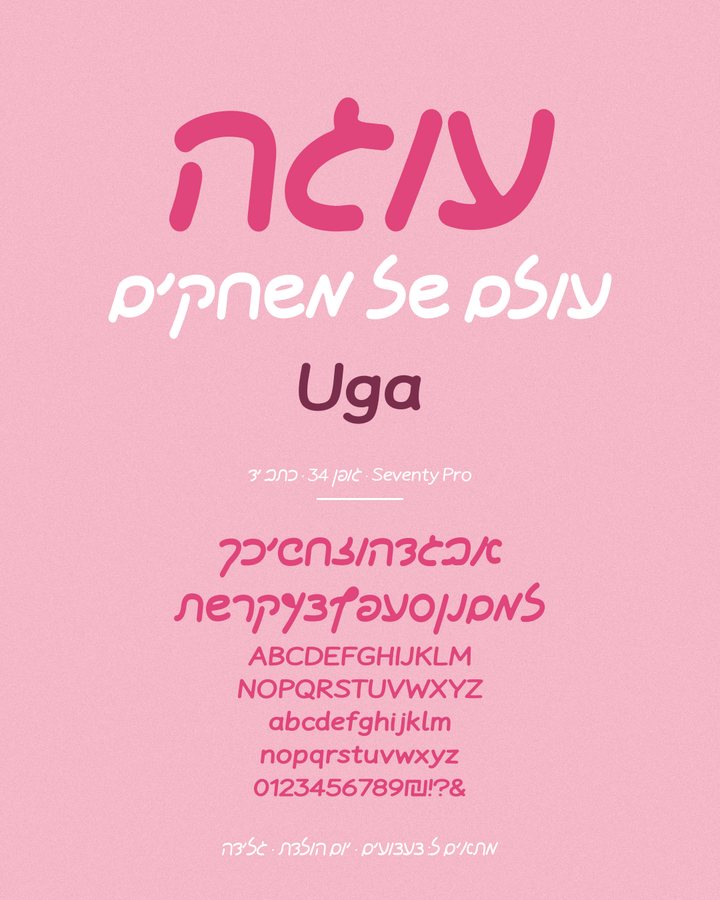 עוגה
עולם של משחקים
Uga
כתב יד · גופן 34 · Seventy Pro
אבגדהוזחטיכך
למםנןסעפףצץקרשת
ABCDEFGHIJKLM
NOPQRSTUVWXYZ
abcdefghijklm
nopqrstuvwxyz
0123456789₪!?&
מתאים ל צעצועים · יום הולדת · גלידה